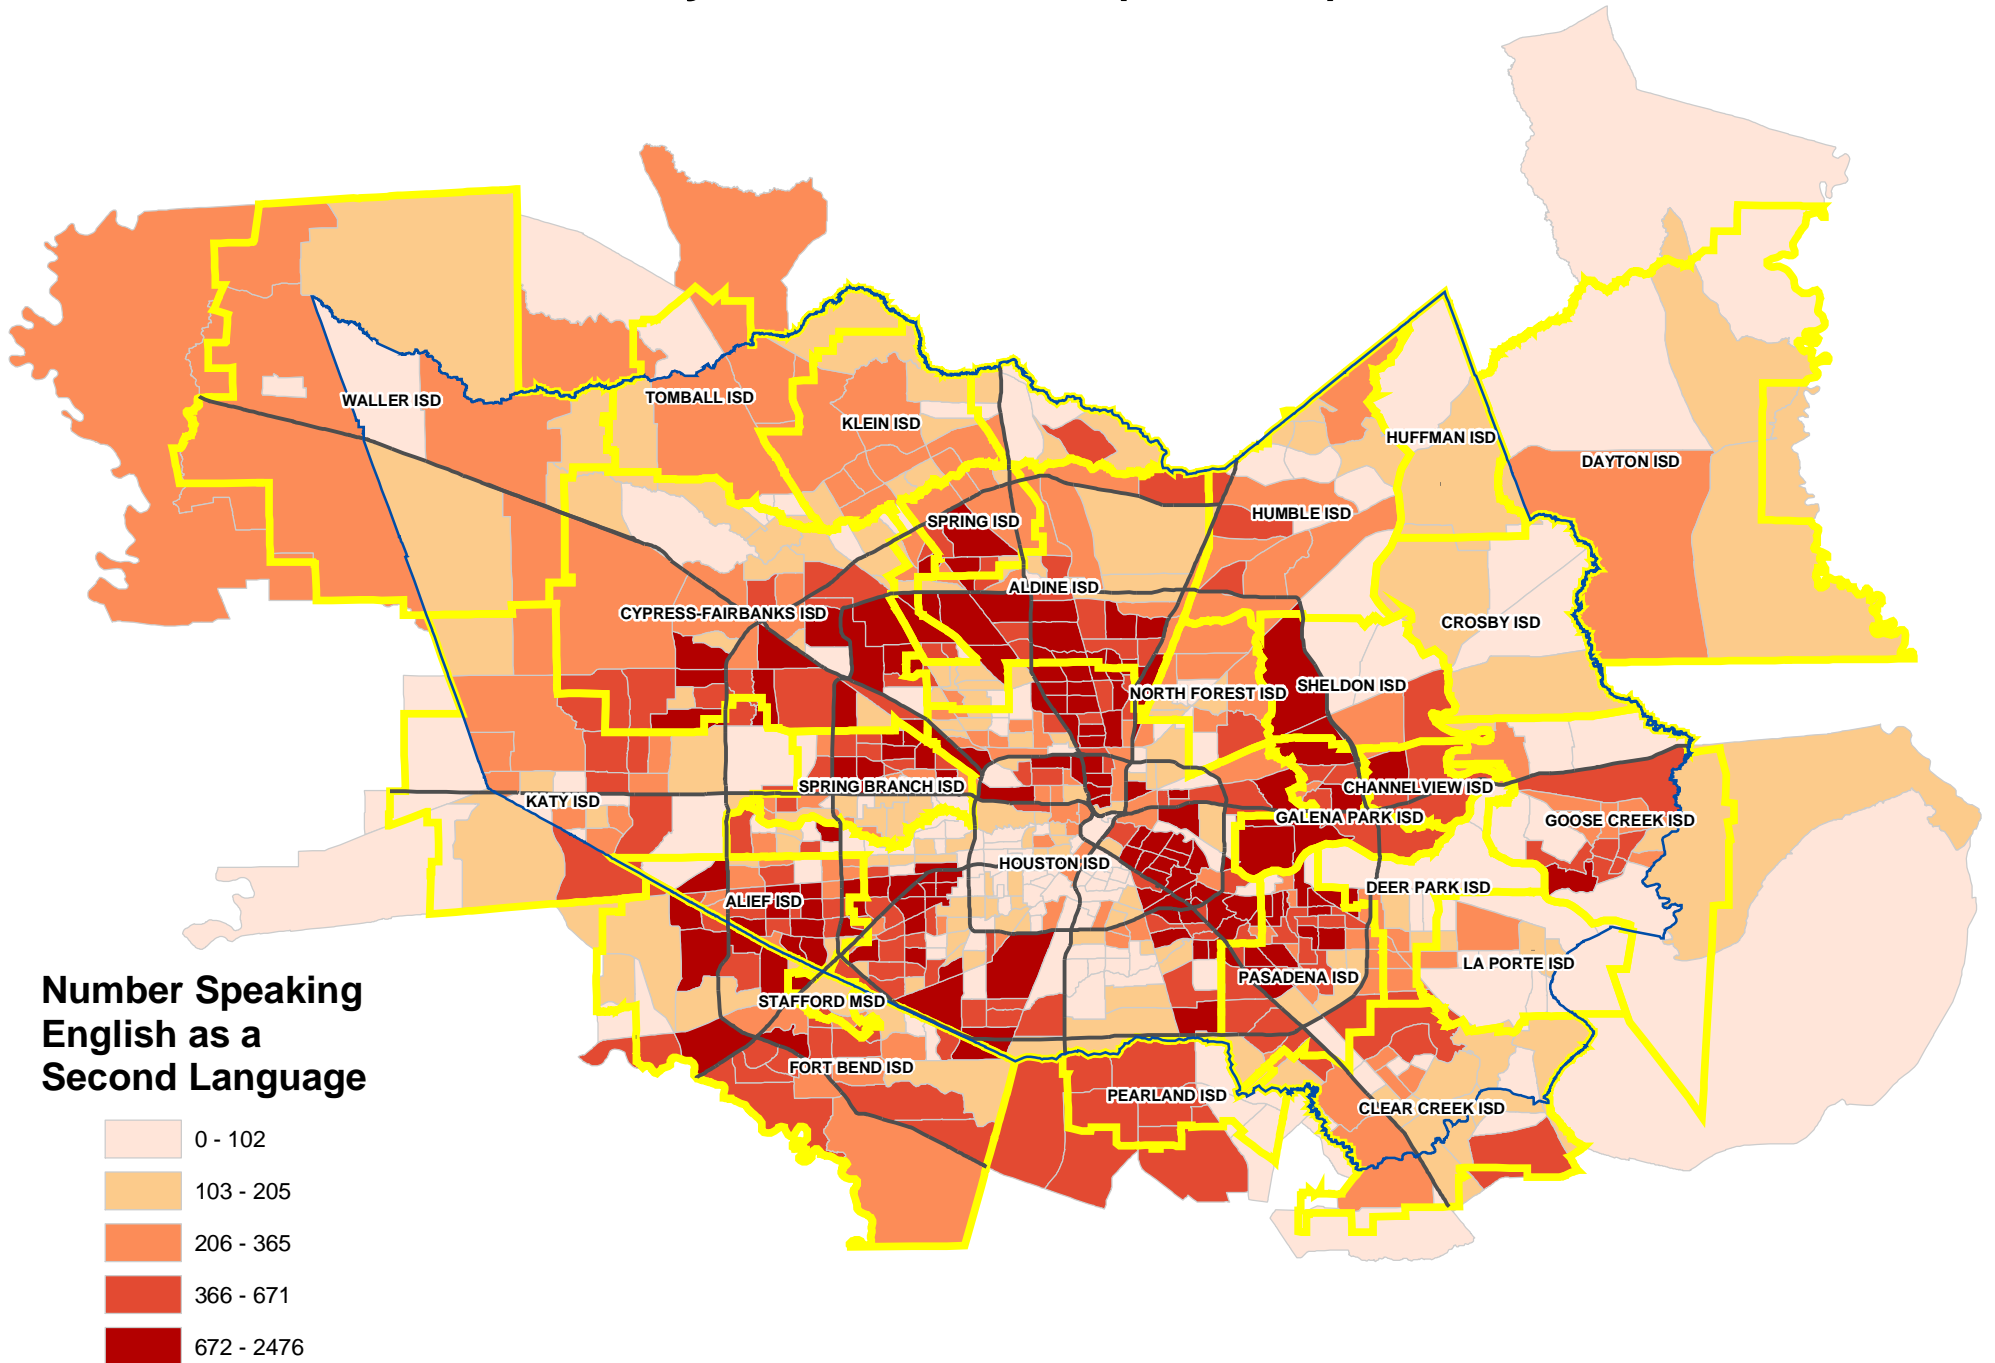 WALLER ISD
TOMBALL ISD
KLEIN ISD
HUFFMAN ISD
DAYTON ISD
SPRING ISD
HUMBLE ISD
ALDINE ISD
CYPRESS-FAIRBANKS ISD
CROSBY ISD
NORTH FOREST ISD
SHELDON ISD
SPRING BRANCH ISD
CHANNELVIEW ISD
KATY ISD
GALENA PARK ISD
GOOSE CREEK ISD
HOUSTON ISD
DEER PARK ISD
ALIEF ISD
LA PORTE ISD
PASADENA ISD
STAFFORD MSD
FORT BEND ISD
PEARLAND ISD
CLEAR CREEK ISD
Number Speaking
English as a
Second Language
0 - 102
103 - 205
206 - 365
366 - 671
672 - 2476